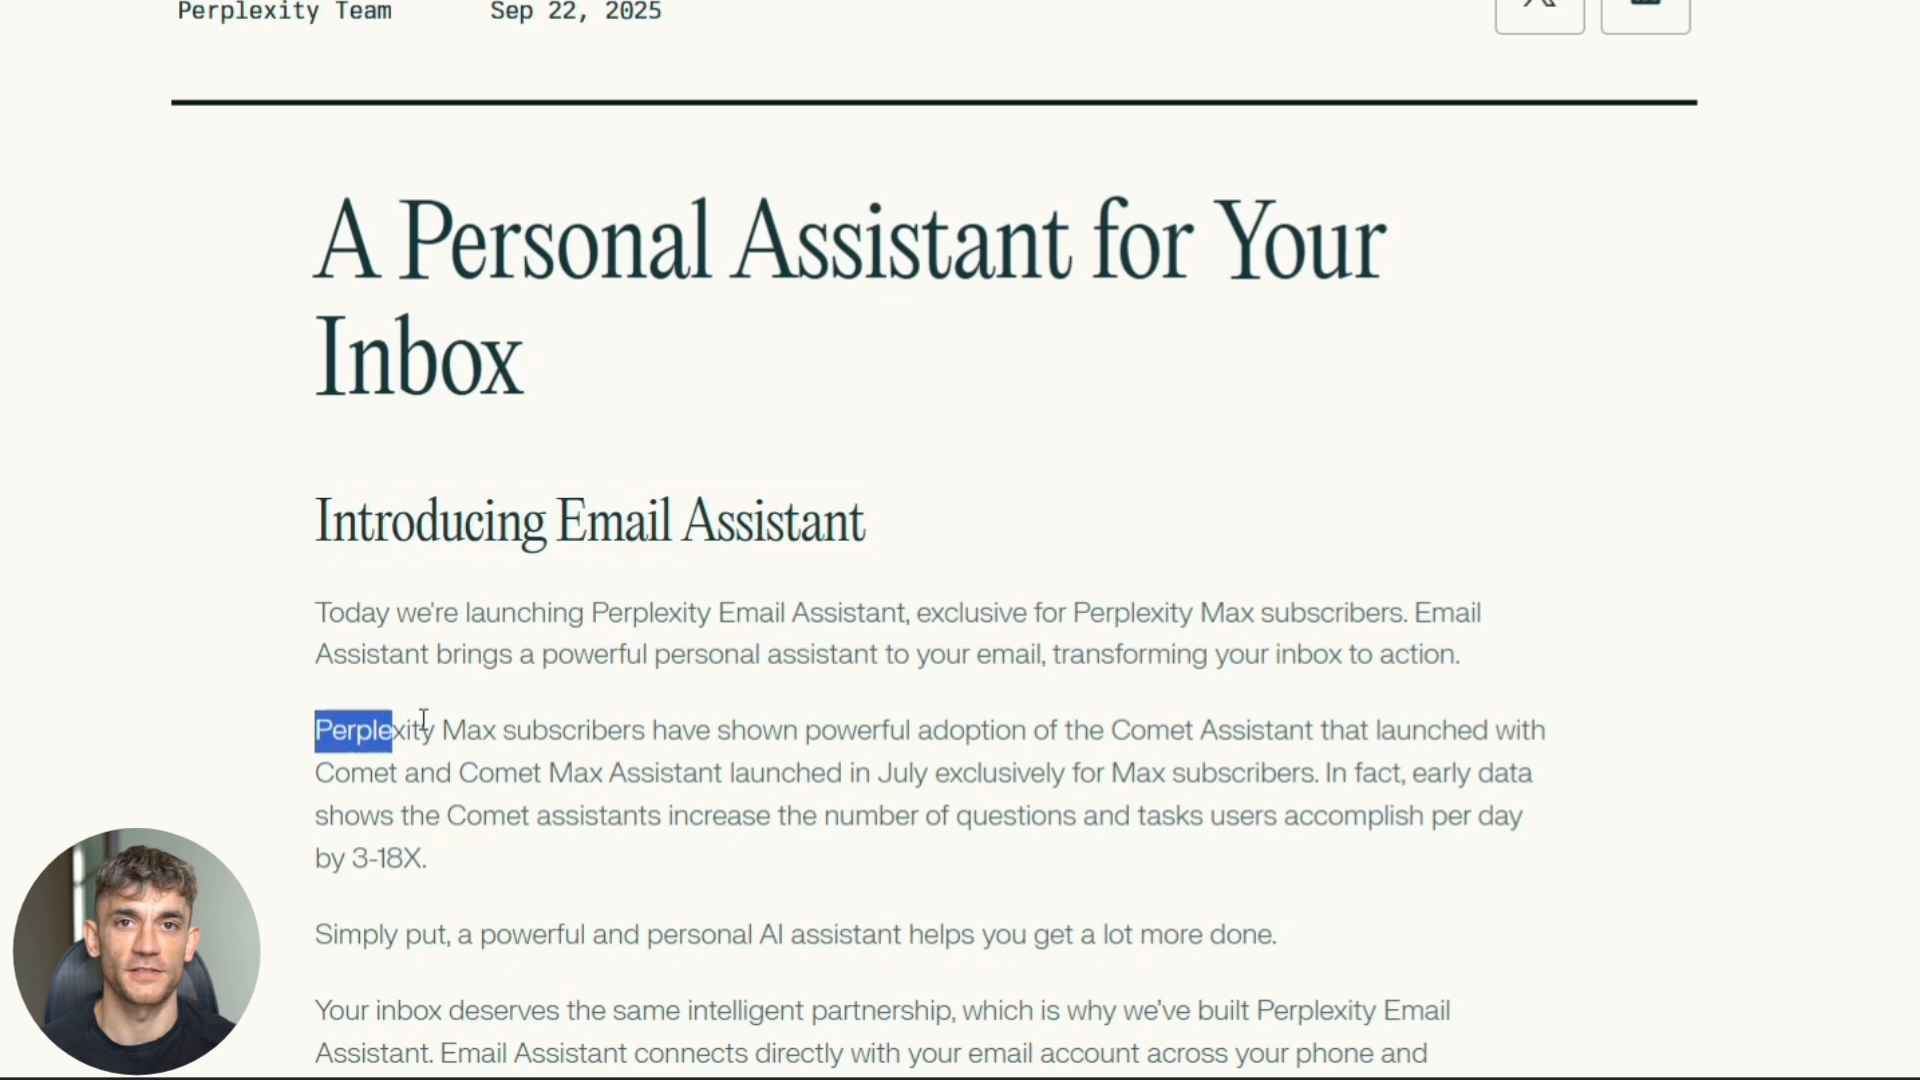 Perplexity Team Sep 22, 2025
A Personal Assistant for Your
Inbox
Introducing Email Assistant
Today we're launching Perplexity Email Assistant, exclusive for Perplexity Max subscribers. Email
Assistant brings a powerful personal assistant to your email, transforming your inbox to action.
Perplexity Max subscribers have shown powerful adoption of the Comet Assistant that launched with
Comet and Comet Max Assistant launched in July exclusively for Max subscribers. In fact, early data
shows the Comet assistants increase the number of questions and tasks users accomplish per day
by 3-18X.
Simply put, a powerful and personal AI assistant helps you get a lot more done.
Your inbox deserves the same intelligent partnership, which is why we've built Perplexity Email
Assistant. Email Assistant connects directly with your email account across your phone and